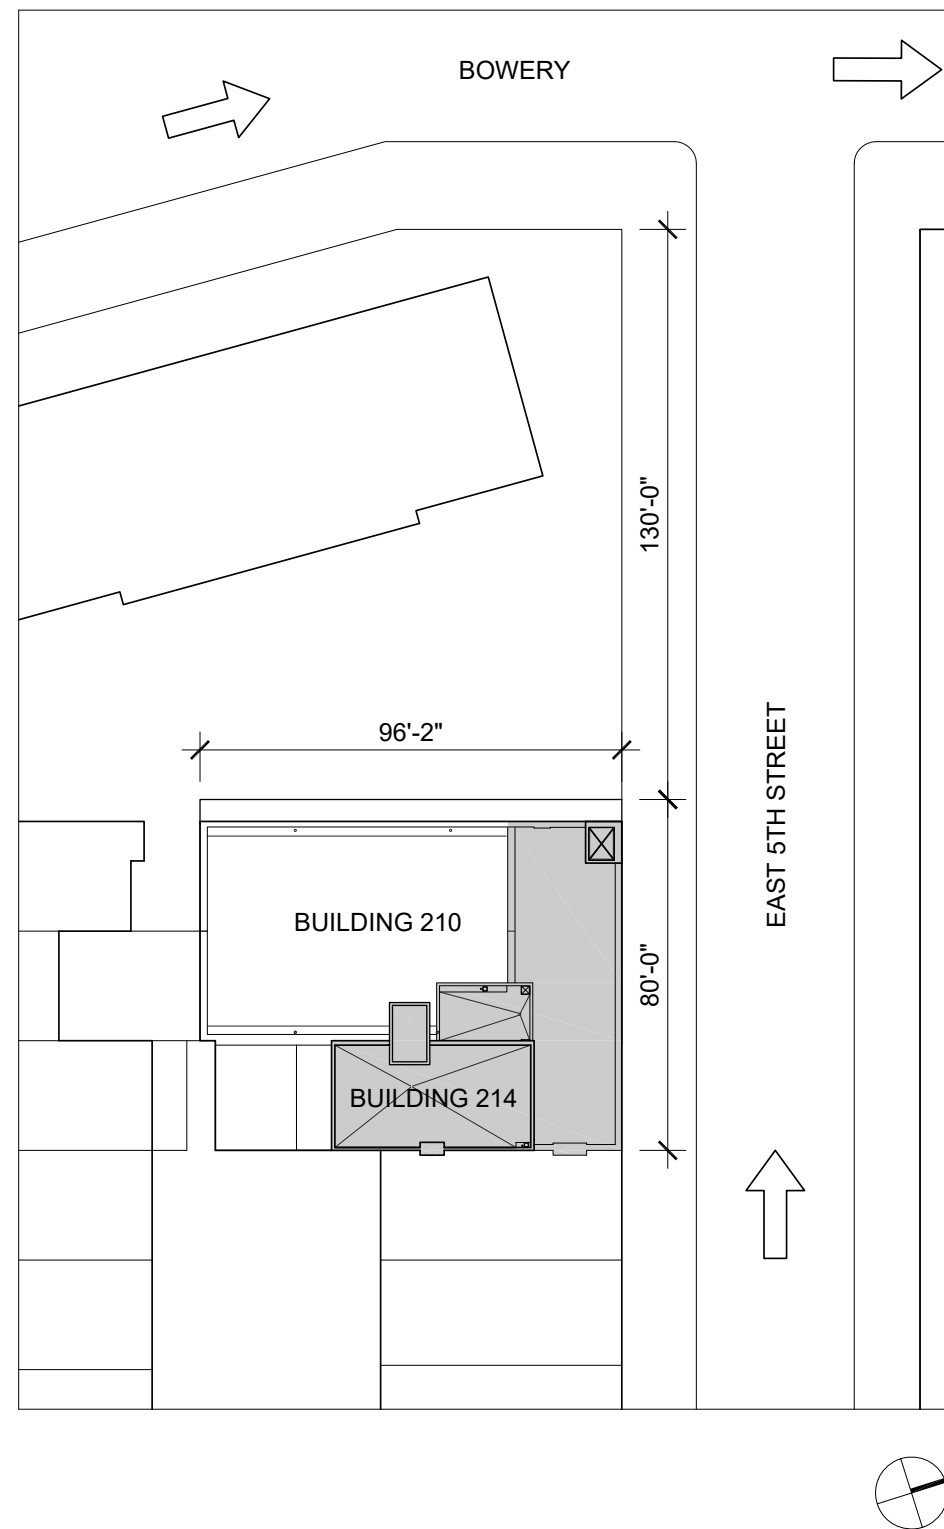 BOWERY
130'-0"
96'-2"
EAST 5TH STREET
BUILDING 210
80'-0"
BUILDING 214